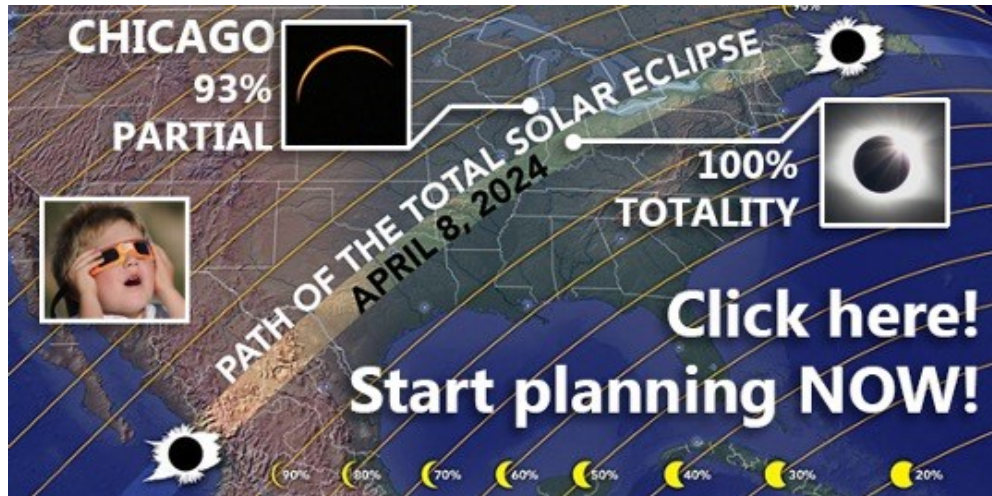 CHICAGO
93%
PARTIAL
90%
PATH OF THE TOTAL SOLAR ECLIPSE
APRIL 8, 2024
100%
TOTALITY
Click here!
Start planning NOW!
90%
80%
70%
60%
50%
40%
30%
20%